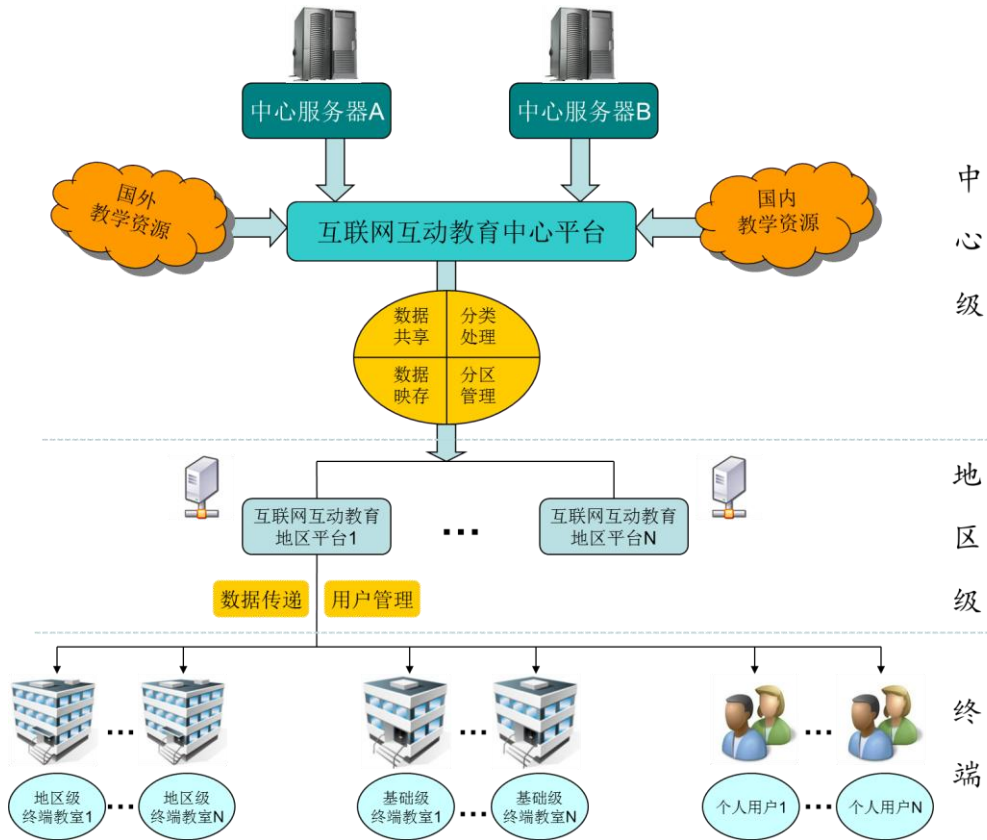 中心服务器A
中心服务器B
国外
教学资源
互联网互动教育中心平台
国内
教学资源
中
心
级
数据
共享
分类
处理
数据
映存
分区
管理
互联网互动教育
地区平台1
...
互联网互动教育
地区平台N
地
区
级
数据传递
用户管理
...
...
...
终
端
地区级
终端教室1
...
地区级
终端教室N
基础级
终端教室1
...
基础级
终端教室N
个人用户1
...
个人用户N